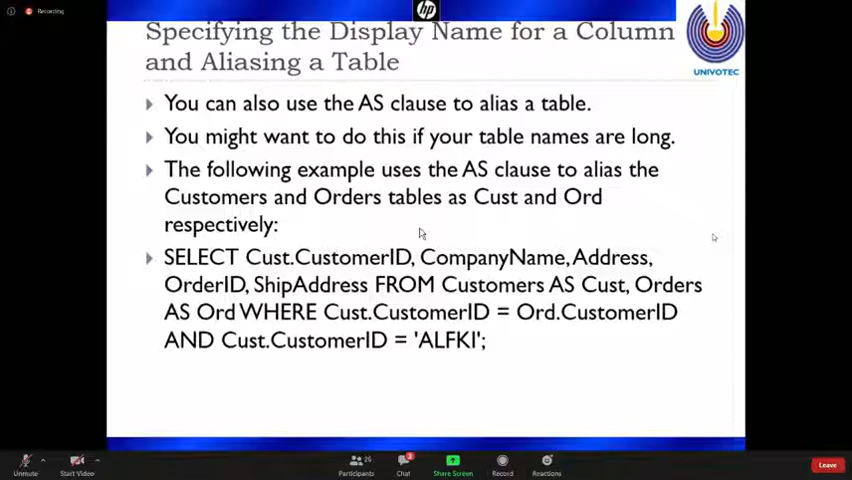 Recording
hp
Specifying the Display Name for a Column
and Aliasing a Table
UNIVOTEC
You can also use the AS clause to alias a table.
You might want to do this if your table names are long.
The following example uses the AS clause to alias the
Customers and Orders tables as Cust and Ord
respectively:
SELECT Cust.CustomerID, CompanyName, Address,
OrderID, ShipAddress FROM Customers AS Cust, Orders
AS Ord WHERE Cust.CustomerID = Ord.CustomerID
AND Cust.CustomerID = 'ALFKI';
Unmute
Start Video
26
Participants
3
Chat
Share Screen
Record
Reactions
Leave